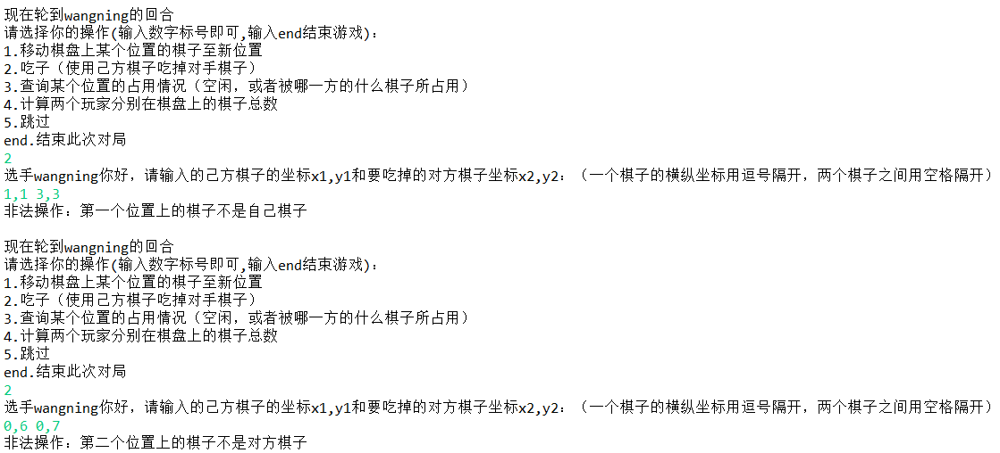 现在轮到wangning的回合
请选择你的操作(输入数字标号即可,输入end结束游戏)：
1.移动棋盘上某个位置的棋子至新位置
2.吃子（使用己方棋子吃掉对手棋子）
3.查询某个位置的占用情况（空闲，或者被哪一方的什么棋子所占用）
4.计算两个玩家分别在棋盘上的棋子总数
5.跳过
end.结束此次对局
2
选手wangning你好，请输入的己方棋子的坐标x1,y1和要吃掉的对方棋子坐标x2,y2：（一个棋子的横纵坐标用逗号隔开，两个棋子之间用空格隔开）
1,1 3,3
非法操作：第一个位置上的棋子不是自己棋子
现在轮到wangning的回合
请选择你的操作(输入数字标号即可,输入end结束游戏)：
1.移动棋盘上某个位置的棋子至新位置
2.吃子（使用己方棋子吃掉对手棋子）
3.查询某个位置的占用情况（空闲，或者被哪一方的什么棋子所占用）
4.计算两个玩家分别在棋盘上的棋子总数
5.跳过
end.结束此次对局
2
选手wangning你好，请输入的己方棋子的坐标x1,y1和要吃掉的对方棋子坐标x2,y2：（一个棋子的横纵坐标用逗号隔开，两个棋子之间用空格隔开）
0,6 0,7
非法操作：第二个位置上的棋子不是对方棋子